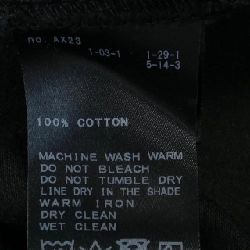 no. AX23
1-03-1 1-29-1
5-14-3
100% COTTON
MACHINE WASH WARM
DO NOT BLEACH
DO NOT TUMBLE DRY
LINE DRY IN THE SHADE
WARM IRON
DRY CLEAN
WET CLEAN